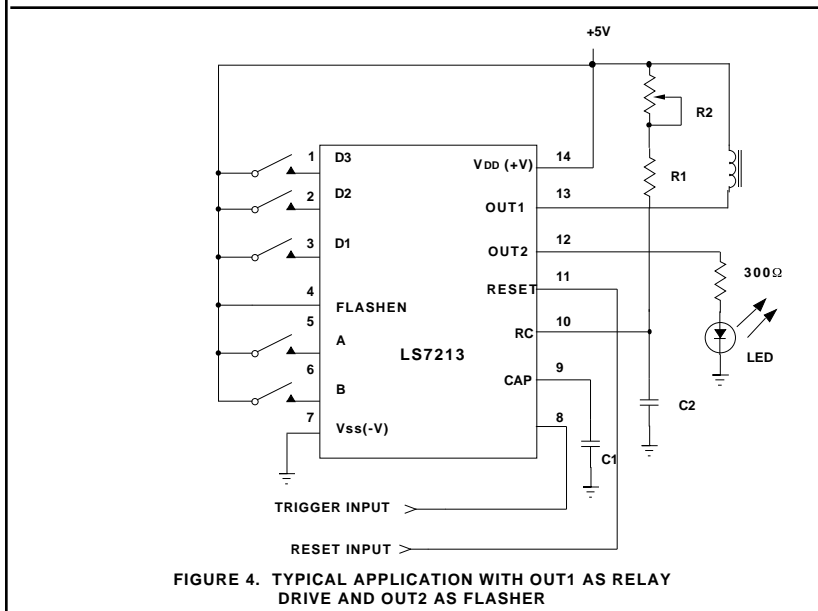 +5V
R2
1 D3
VDD (+V) 14
R1
2 D2
13
OUT1
3 D1
OUT2 12
11
300Ω
4 FLASHEN
RESET
5 A
RC 10
LS7213
LED
6 B
CAP 9
C2
7 Vss(-V)
8
C1
TRIGGER INPUT
RESET INPUT
FIGURE 4. TYPICAL APPLICATION WITH OUT1 AS RELAY
DRIVE AND OUT2 AS FLASHER